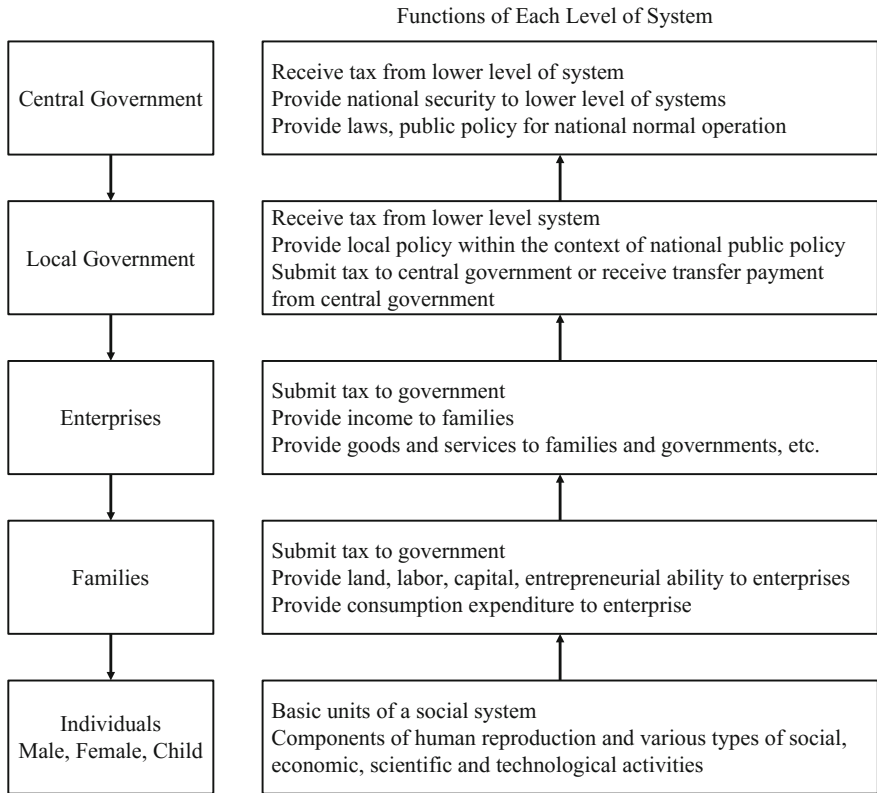 Functions of Each Level of System
Central Government
Receive tax from lower level of system
Provide national security to lower level of systems
Provide laws, public policy for national normal operation
Local Government
Receive tax from lower level system
Provide local policy within the context of national public policy
Submit tax to central government or receive transfer payment
from central government
Enterprises
Submit tax to government
Provide income to families
Provide goods and services to families and governments, etc.
Families
Submit tax to government
Provide land, labor, capital, entrepreneurial ability to enterprises
Provide consumption expenditure to enterprise
Individuals
Male, Female, Child
Basic units of a social system
Components of human reproduction and various types of social,
economic, scientific and technological activities